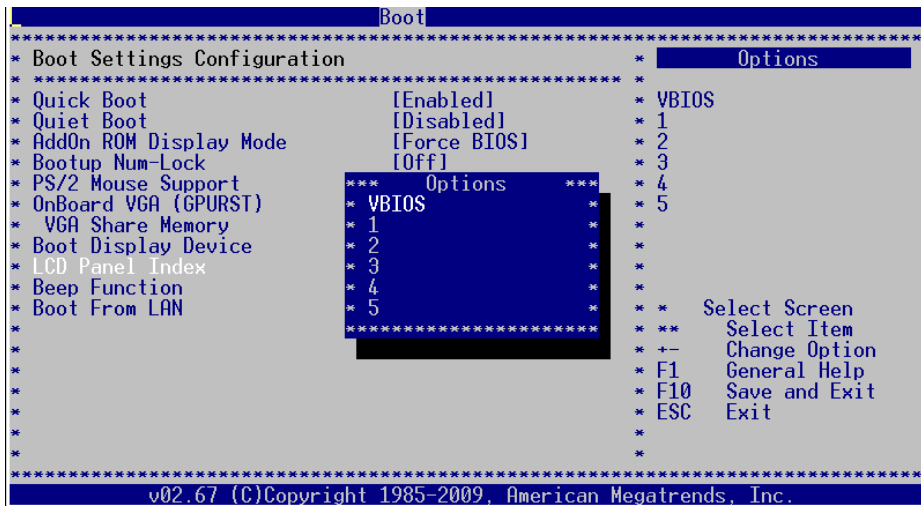 Boot
********************************************************************************
* Boot Settings Configuration * Options
* *************************************************** *
* Quick Boot [Enabled] * VBIOS
* Quiet Boot [Disabled] * 1
* AddOn ROM Display Mode [Force BIOS] * 2
* Bootup Num-Lock [Off] * 3
* PS/2 Mouse Support *** Options *** * 4
* OnBoard VGA (GPURST) * VBIOS * * 5
* VGA Share Memory * 1 * *
* Boot Display Device * 2 * *
* LCD Panel Index * 3 * *
* Beep Function * 4 * *
* Boot From LAN * 5 * * * Select Screen
* ********************** * ** Select Item
* * +- Change Option
* * F1 General Help
* * F10 Save and Exit
* * ESC Exit
* *
* *
********************************************************************************
v02.67 (C)Copyright 1985-2009, American Megatrends, Inc.